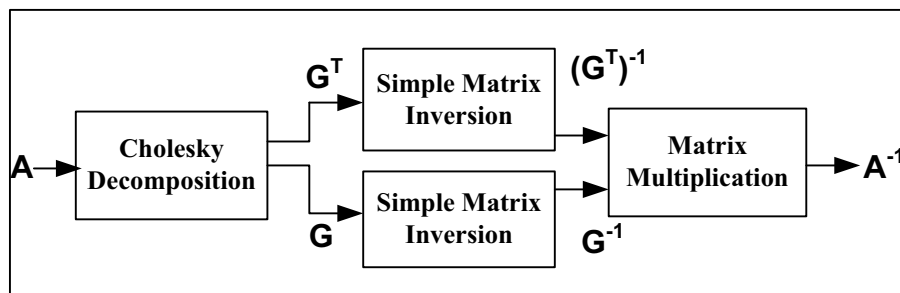 A
Cholesky
Decomposition
G^T
Simple Matrix
Inversion
(G^T)^-1
G
Simple Matrix
Inversion
G^-1
Matrix
Multiplication
A^-1